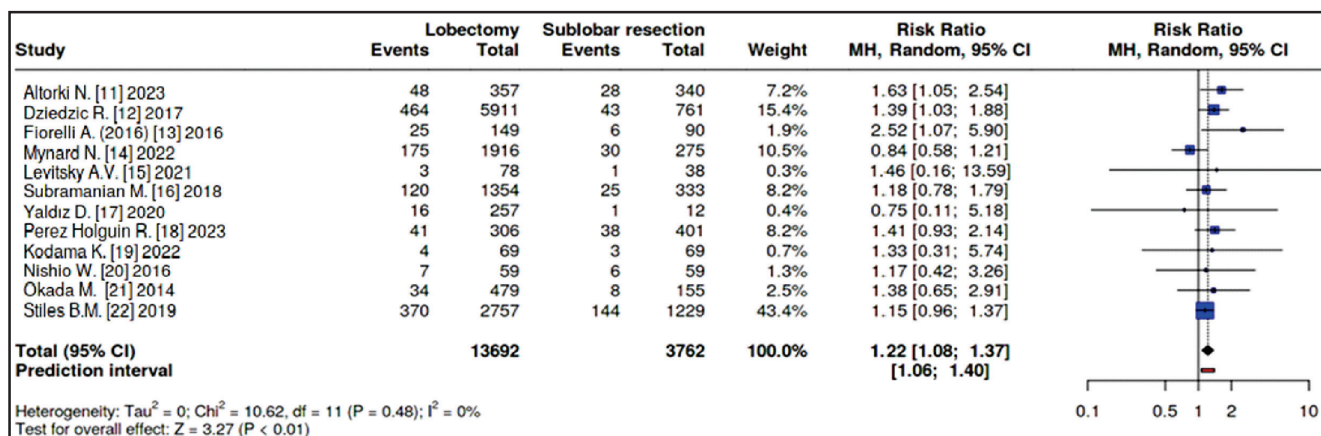 Lobectomy Sublobar resection Risk Ratio Risk Ratio
Study Events Total Events Total Weight MH, Random, 95% CI MH, Random, 95% CI
Altorki N. [11] 2023 48 357 28 340 7.2% 1.63 [1.05; 2.54]
Dziedzic R. [12] 2017 464 5911 43 761 15.4% 1.39 [1.03; 1.88]
Fiorelli A. (2016) [13] 2016 25 149 6 90 1.9% 2.52 [1.07; 5.90]
Mynard N. [14] 2022 175 1916 30 275 10.5% 0.84 [0.58; 1.21]
Levitsky A.V. [15] 2021 3 78 1 38 0.3% 1.46 [0.16; 13.59]
Subramanian M. [16] 2018 120 1354 25 333 8.2% 1.18 [0.78; 1.79]
Yaldız D. [17] 2020 16 257 1 12 0.4% 0.75 [0.11; 5.18]
Perez Holguin R. [18] 2023 41 306 38 401 8.2% 1.41 [0.93; 2.14]
Kodama K. [19] 2022 4 69 3 69 0.7% 1.33 [0.31; 5.74]
Nishio W. [20] 2016 7 59 6 59 1.3% 1.17 [0.42; 3.26]
Okada M. [21] 2014 34 479 8 155 2.5% 1.38 [0.65; 2.91]
Stiles B.M. [22] 2019 370 2757 144 1229 43.4% 1.15 [0.96; 1.37]
Total (95% CI) 13692 3762 100.0% 1.22 [1.08; 1.37]
Prediction interval [1.06; 1.40]
Heterogeneity: Tau² = 0; Chi² = 10.62, df = 11 (P = 0.48); I² = 0%
Test for overall effect: Z = 3.27 (P < 0.01)
0.1 0.5 1 2 10